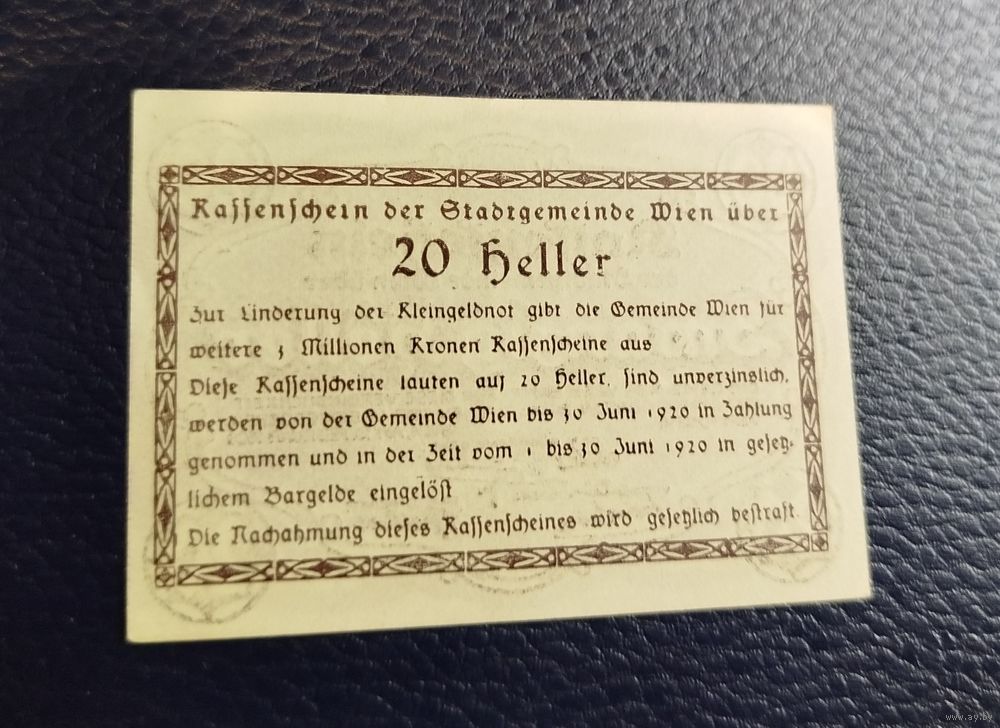 Kassenschein der Stadtgemeinde Wien über
20 Heller
Zur Linderung der Kleingeldnot gibt die Gemeinde Wien für
weitere 3 Millionen Kronen Kassenscheine aus
Diese Kassenscheine lauten auf 20 Heller, sind unverzinslich,
werden von der Gemeinde Wien bis 30 Juni 1920 in Zahlung
genommen und in der Zeit vom 1 bis 30 Juni 1920 in gesetz-
lichem Bargelde eingelöst
Die Nachahmung dieses Kassenscheines wird gesetzlich bestraft
www.ay.by